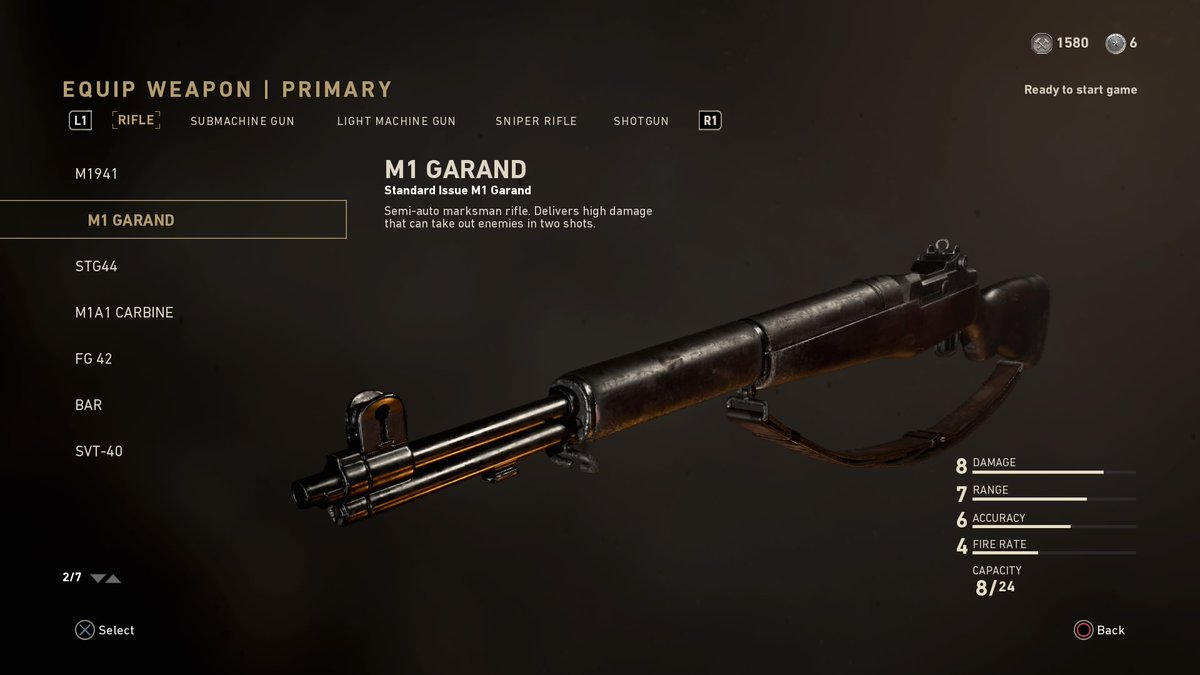 1580 6
EQUIP WEAPON | PRIMARY
Ready to start game
L1 RIFLE SUBMACHINE GUN LIGHT MACHINE GUN SNIPER RIFLE SHOTGUN R1
M1941
M1 GARAND
STG44
M1A1 CARBINE
FG 42
BAR
SVT-40
2/7
M1 GARAND
Standard Issue M1 Garand
Semi-auto marksman rifle. Delivers high damage
that can take out enemies in two shots.
8 DAMAGE
7 RANGE
6 ACCURACY
4 FIRE RATE
CAPACITY
8/24
Select
Back